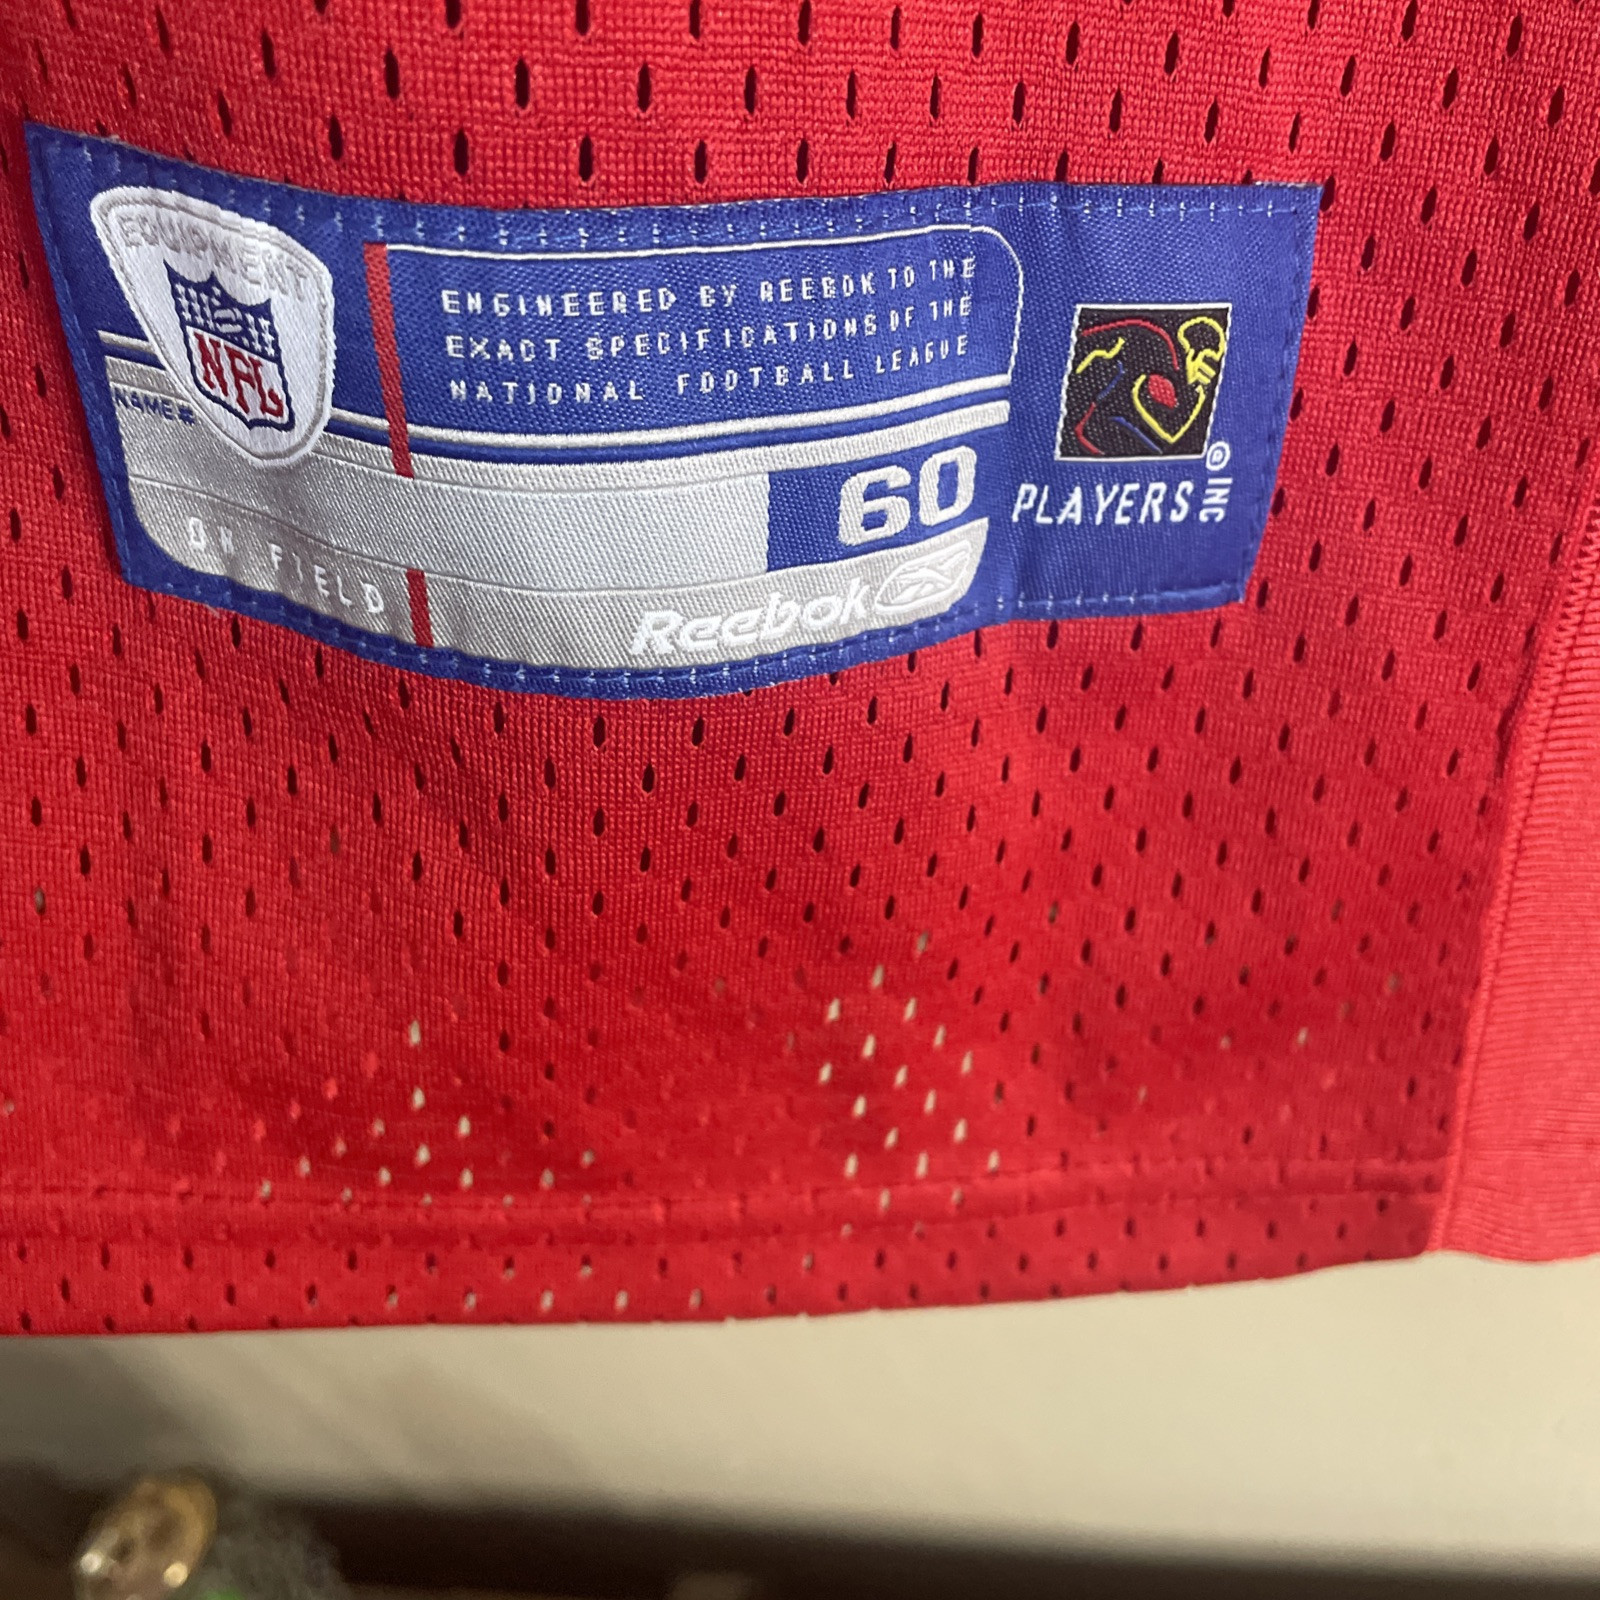 EQUIPMENT
NFL
ENGINEERED BY REEBOK TO THE
EXACT SPECIFICATIONS OF THE
NATIONAL FOOTBALL LEAGUE
NAME#
60
ON FIELD
Reebok
PLAYERS INC
®